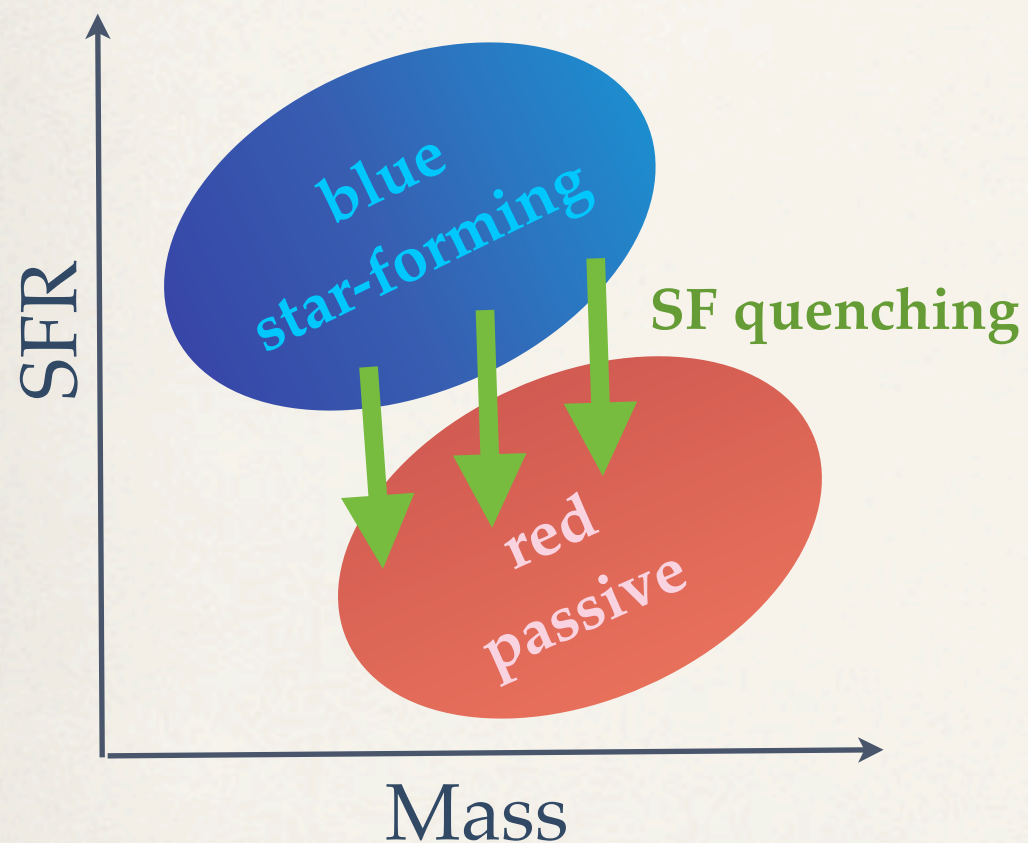 blue
star-forming
SFR
SF quenching
red
passive
Mass